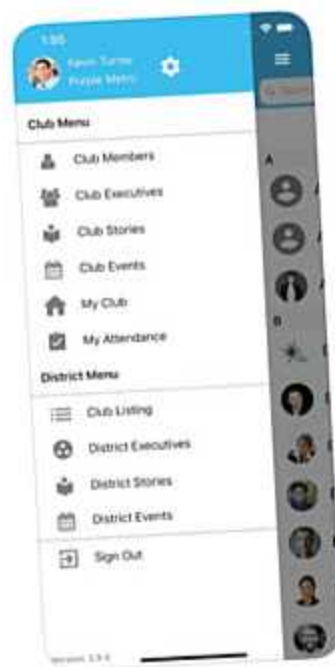 1:55
Kevin Turner
Purple Metro
Club Menu
Club Members
Club Executives
Club Stories
Club Events
My Club
My Attendance
District Menu
Club Listing
District Executives
District Stories
District Events
Sign Out
A
B